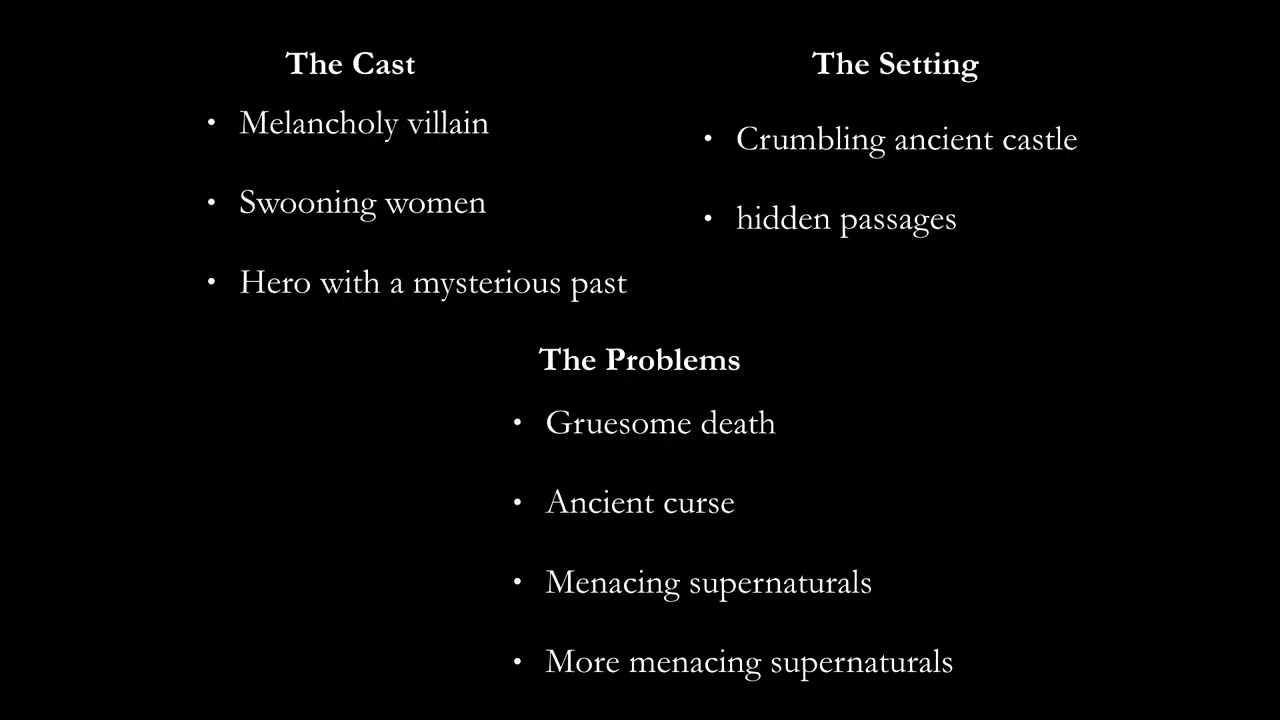 The Cast
• Melancholy villain
• Swooning women
• Hero with a mysterious past
The Setting
• Crumbling ancient castle
• hidden passages
The Problems
• Gruesome death
• Ancient curse
• Menacing supernaturals
• More menacing supernaturals